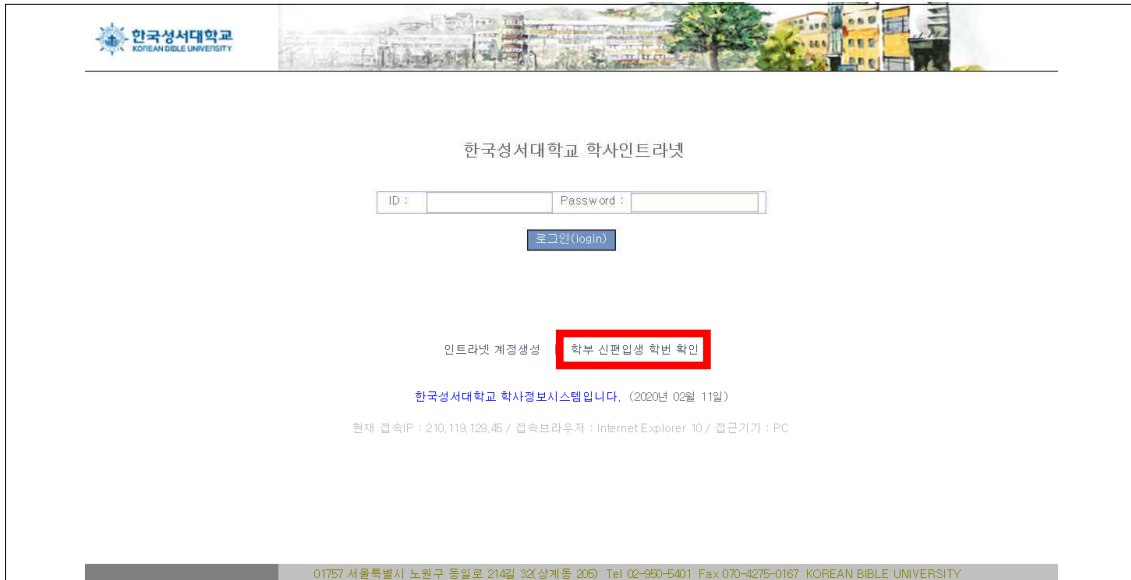 한국성서대학교
KOREAN BIBLE UNIVERSITY
한국성서대학교 학사인트라넷
ID : Password :
로그인(login)
인트라넷 계정생성 | 학부 신편입생 학번 확인
한국성서대학교 학사정보시스템입니다. (2020년 02월 11일)
현재 접속IP : 210.119.129.45 / 접속브라우저 : Internet Explorer 10 / 접근기기 : PC
01757 서울특별시 노원구 동일로 214길 32(상계동 205) Tel 02-950-5401 Fax 070-4275-0167 KOREAN BIBLE UNIVERSITY